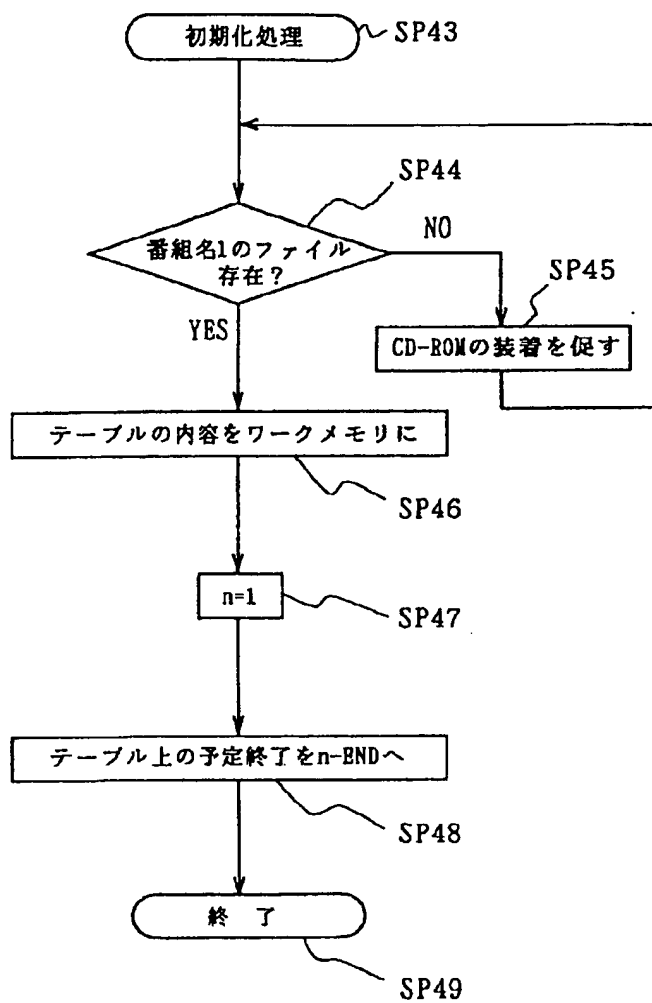 初期化処理
SP43
SP44
番組名1のファイル
存在？
NO
YES
SP45
CD-ROMの装着を促す
テーブルの内容をワークメモリに
SP46
n=1
SP47
テーブル上の予定終了をn-ENDへ
SP48
終 了
SP49